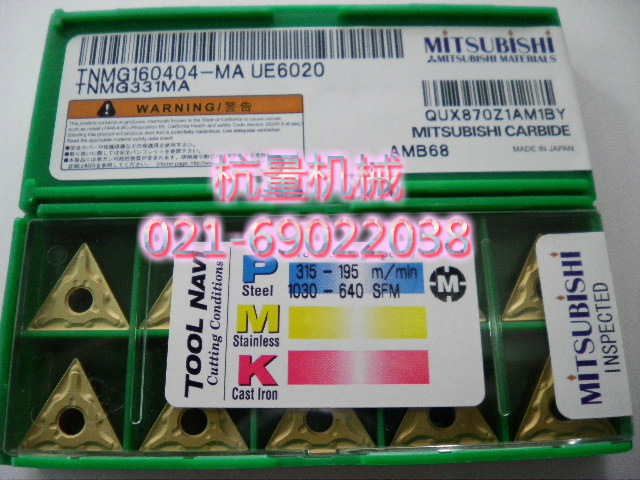 MITSUBISHI
MITSUBISHI MATERIALS
TNMG160404-MA UE6020
TNMG331MA
WARNING/警告
QUX870Z1AM1BY
MITSUBISHI CARBIDE
AMB68
MADE IN JAPAN
杭量机械
021-69022038
TOOL NAVI
Cutting Conditions
P
Steel
315 - 195 m/min
1030 - 640 SFM
M
M
Stainless
K
Cast Iron
MITSUBISHI
INSPECTED